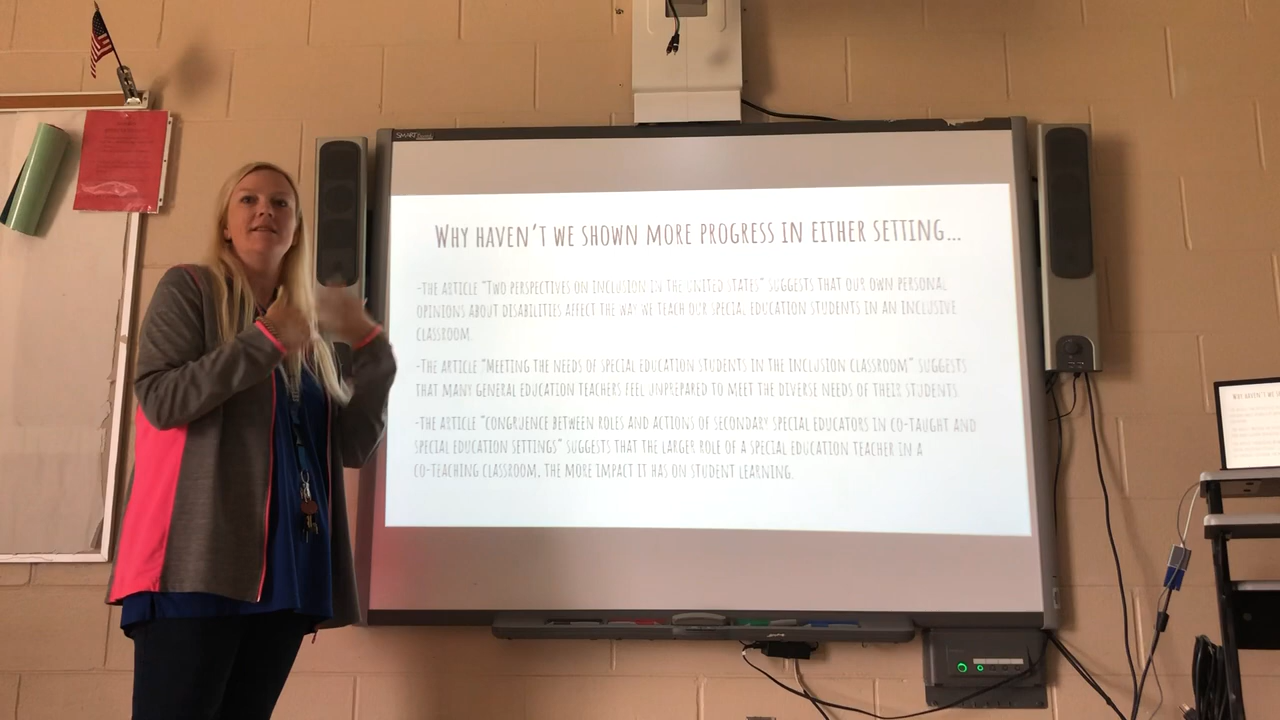 SMART Board
WHY HAVEN'T WE SHOWN MORE PROGRESS IN EITHER SETTING...
-THE ARTICLE "TWO PERSPECTIVES ON INCLUSION IN THE UNITED STATES" SUGGESTS THAT OUR OWN PERSONAL
OPINIONS ABOUT DISABILITIES AFFECT THE WAY WE TEACH OUR SPECIAL EDUCATION STUDENTS IN AN INCLUSIVE
CLASSROOM.
-THE ARTICLE "MEETING THE NEEDS OF SPECIAL EDUCATION STUDENTS IN THE INCLUSION CLASSROOM" SUGGESTS
THAT MANY GENERAL EDUCATION TEACHERS FEEL UNPREPARED TO MEET THE DIVERSE NEEDS OF THEIR STUDENTS.
-THE ARTICLE "CONGRUENCE BETWEEN ROLES AND ACTIONS OF SECONDARY SPECIAL EDUCATORS IN CO-TAUGHT AND
SPECIAL EDUCATION SETTINGS" SUGGESTS THAT THE LARGER ROLE OF A SPECIAL EDUCATION TEACHER IN A
CO-TEACHING CLASSROOM, THE MORE IMPACT IT HAS ON STUDENT LEARNING.